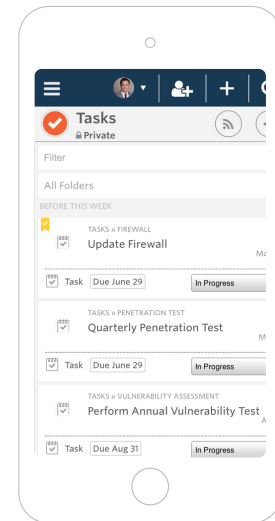 Tasks
Private
Filter
All Folders
BEFORE THIS WEEK
TASKS » FIREWALL
Update Firewall
Ma
Task Due June 29 In Progress
TASKS » PENETRATION TEST
Quarterly Penetration Test
M
Task Due June 29 In Progress
TASKS » VULNERABILITY ASSESSMENT
Perform Annual Vulnerability Test
A
Task Due Aug 31 In Progress